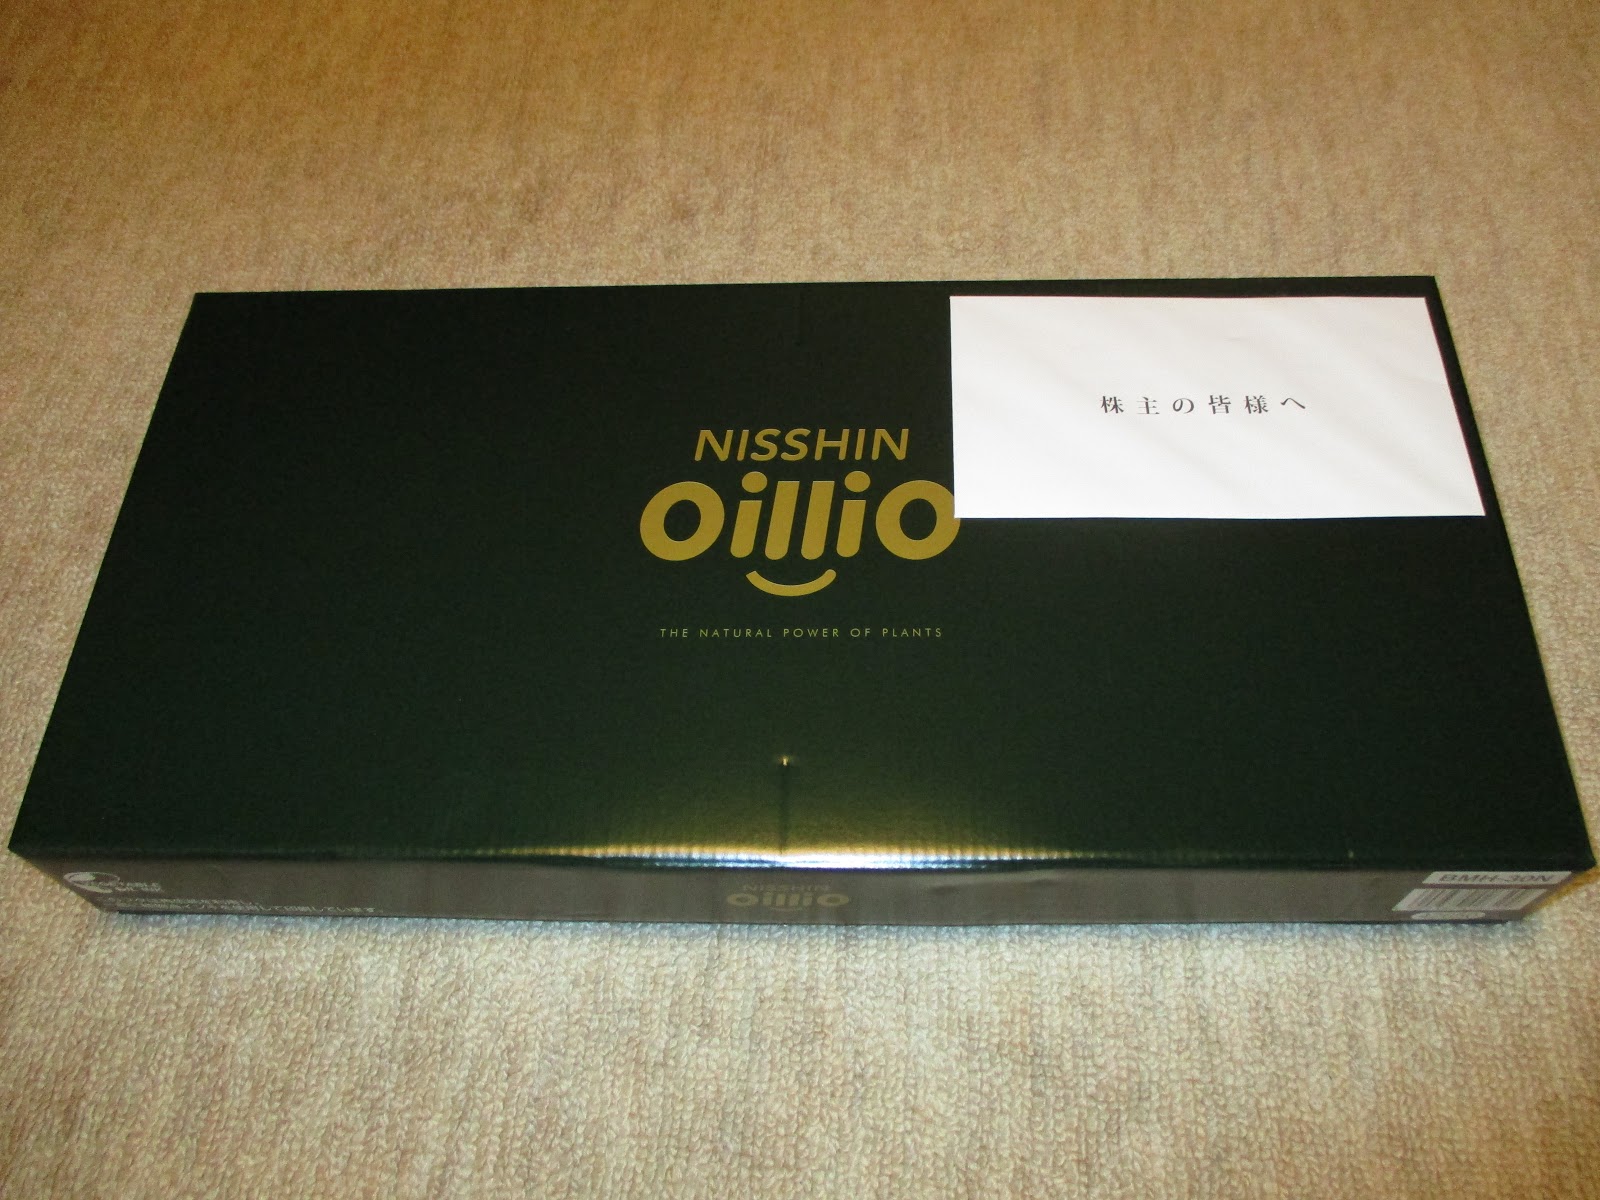 株主の皆様へ
NISSHIN
OilliO
THE NATURAL POWER OF PLANTS
NISSHIN
OilliO
BMH-30N